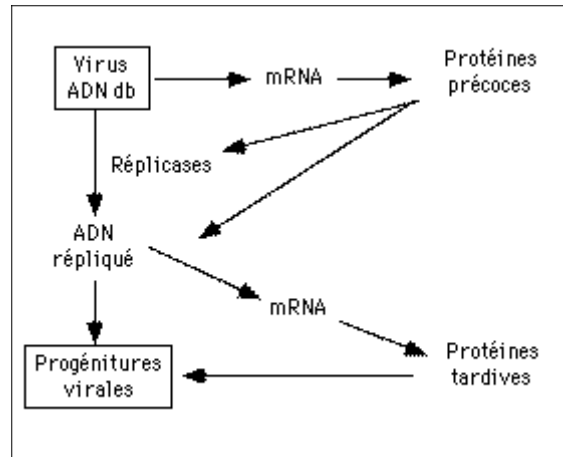 Virus
ADN db
mRNA
Protéines
précoces
Réplicases
ADN
répliqué
mRNA
Progénitures
virales
Protéines
tardives